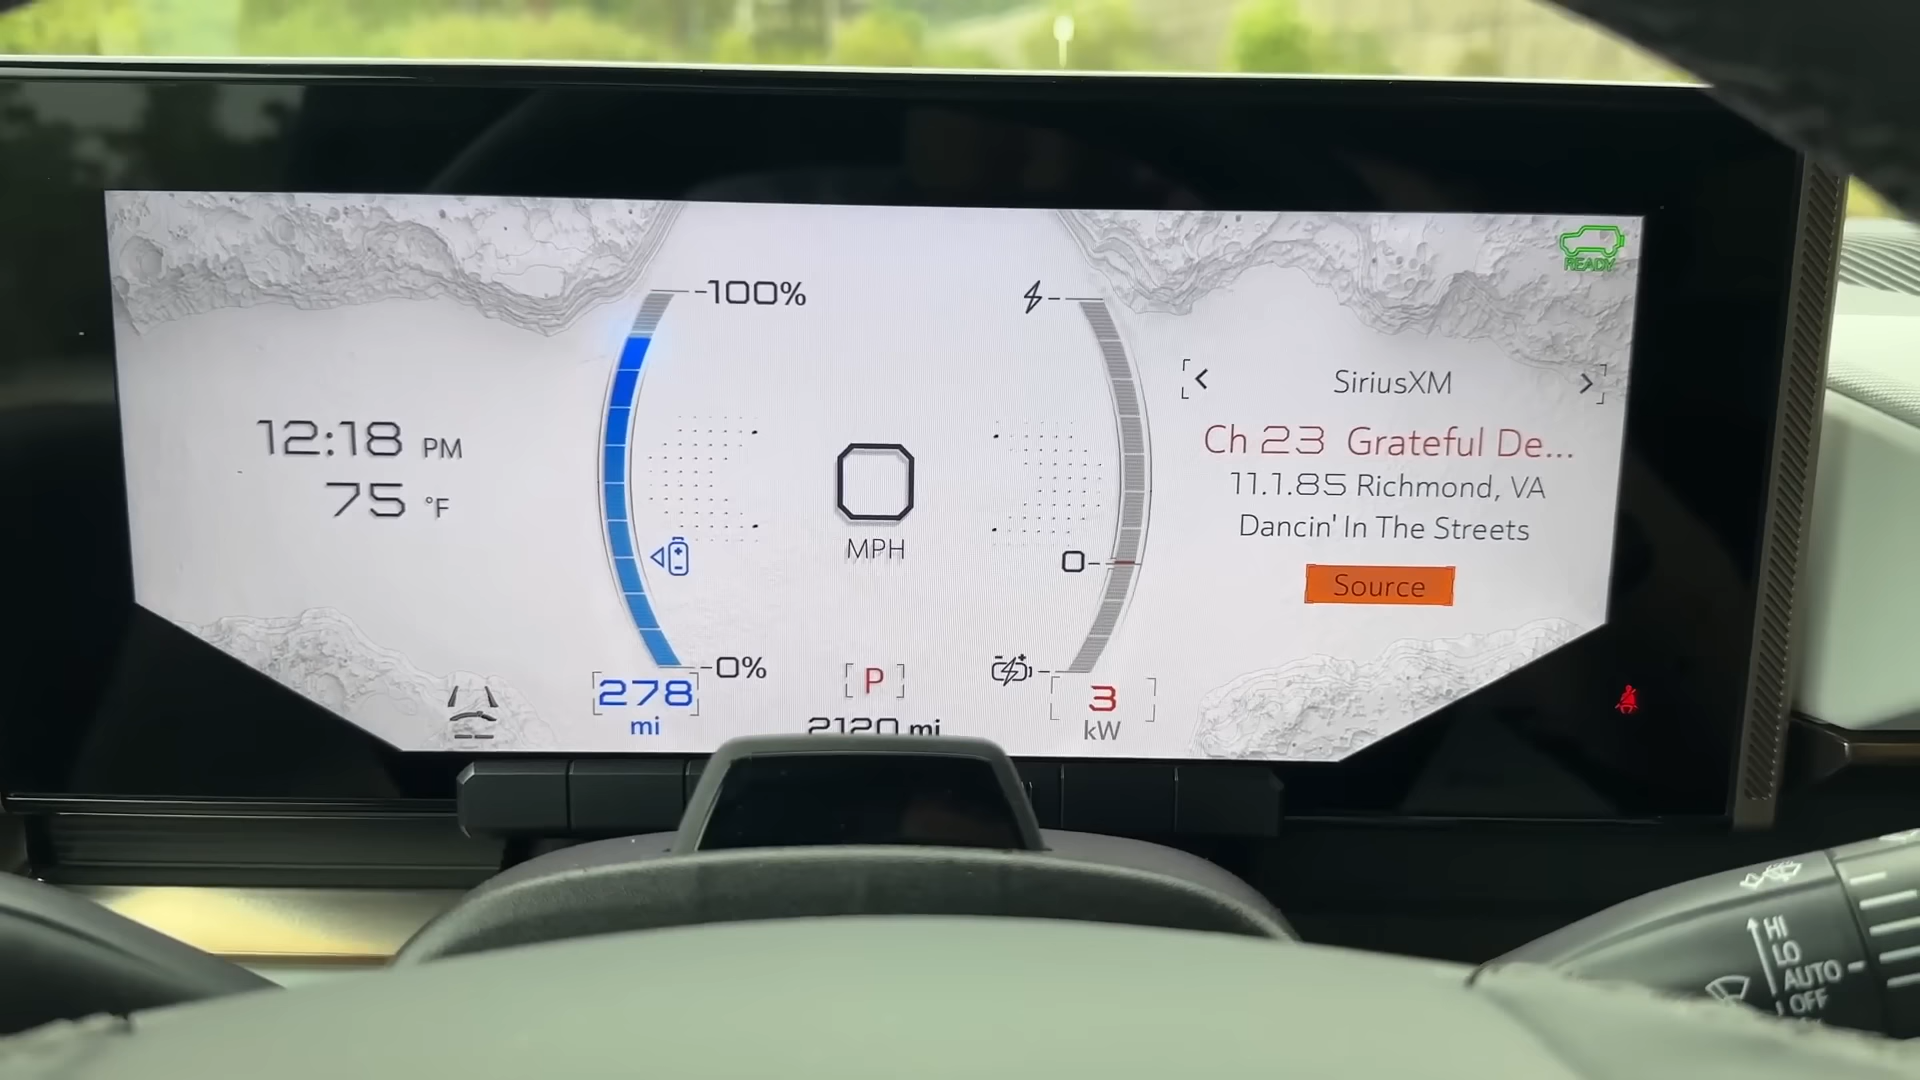 READY
-100%
SiriusXM
12:18 PM
75 °F
Ch 23 Grateful De...
11.1.85 Richmond, VA
Dancin' In The Streets
0
MPH
0-
Source
-0%
P
278
mi
3
kW
2120 mi
HI
LO
AUTO
OFF